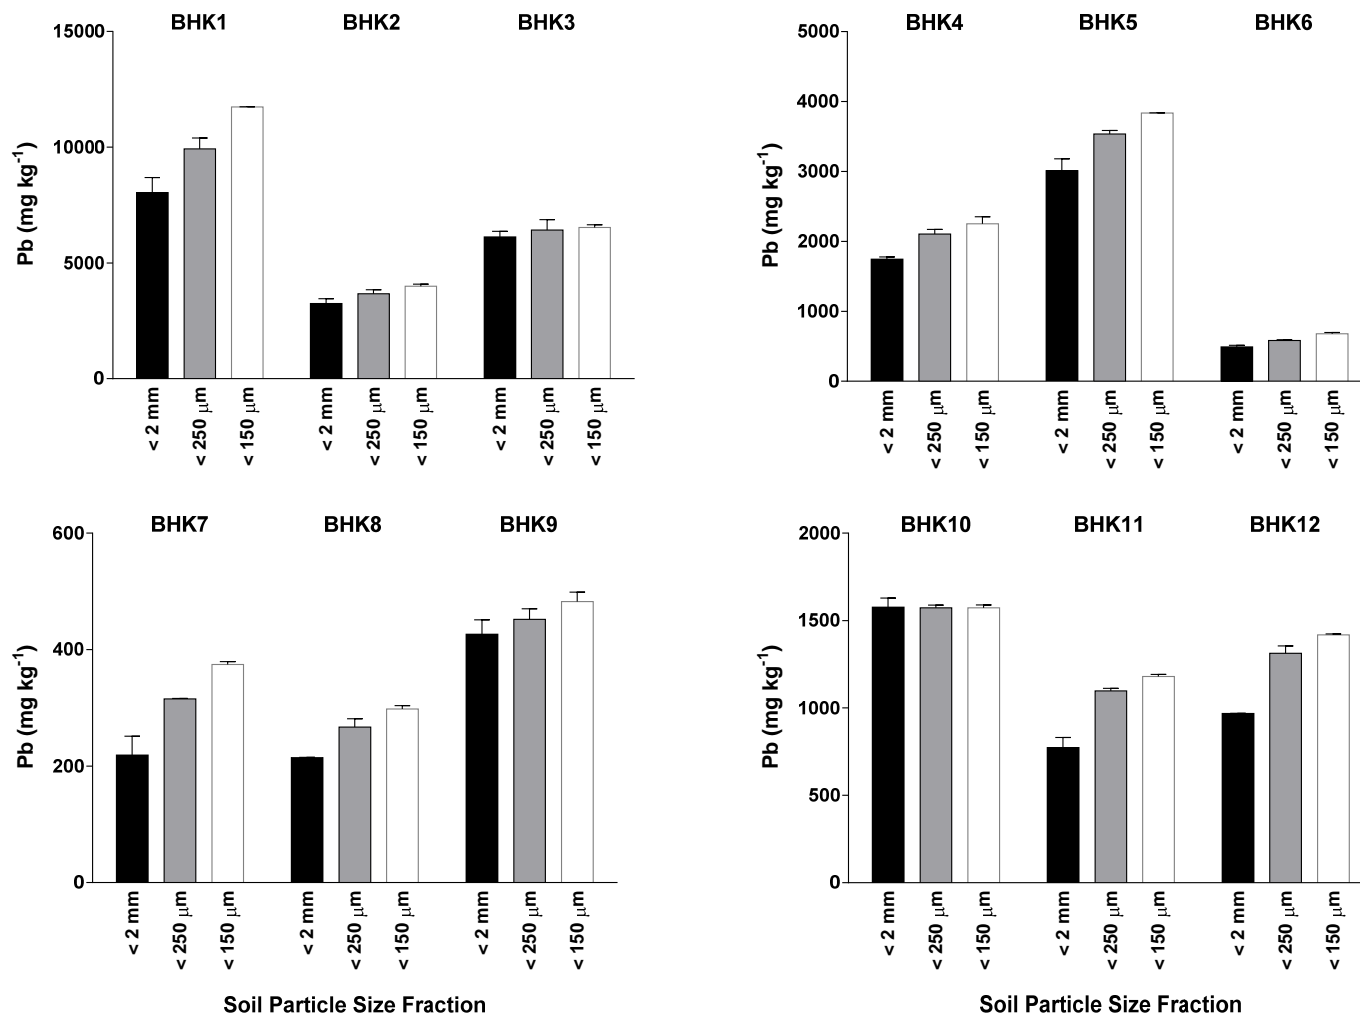 BHK1 BHK2 BHK3
15000
10000
5000
0
Pb (mg kg-1)
< 2 mm
< 250 µm
< 150 µm
< 2 mm
< 250 µm
< 150 µm
< 2 mm
< 250 µm
< 150 µm
BHK4 BHK5 BHK6
5000
4000
3000
2000
1000
0
Pb (mg kg-1)
< 2 mm
< 250 µm
< 150 µm
< 2 mm
< 250 µm
< 150 µm
< 2 mm
< 250 µm
< 150 µm
BHK7 BHK8 BHK9
600
400
200
0
Pb (mg kg-1)
< 2 mm
< 250 µm
< 150 µm
< 2 mm
< 250 µm
< 150 µm
< 2 mm
< 250 µm
< 150 µm
Soil Particle Size Fraction
BHK10 BHK11 BHK12
2000
1500
1000
500
0
Pb (mg kg-1)
< 2 mm
< 250 µm
< 150 µm
< 2 mm
< 250 µm
< 150 µm
< 2 mm
< 250 µm
< 150 µm
Soil Particle Size Fraction